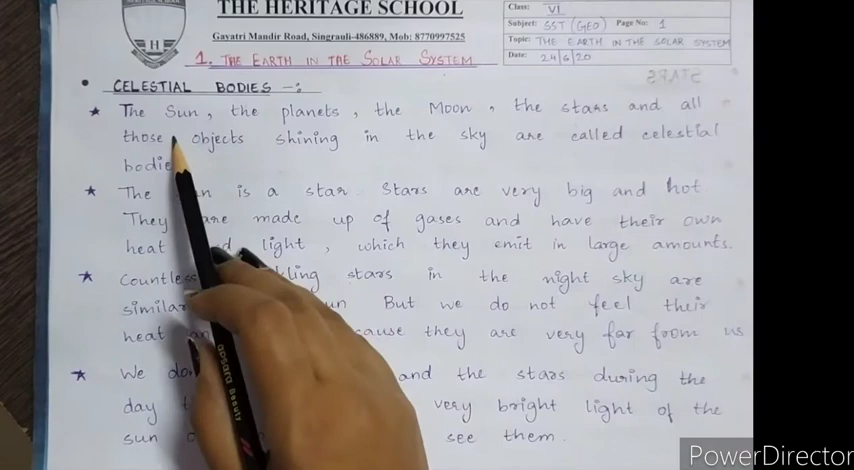 THE HERITAGE SCHOOL
Gayatri Mandir Road, Singrauli-486889, Mob: 8770997525
Class: VI
Subject: SST (GEO) Page No: 1
Topic: THE EARTH IN THE SOLAR SYSTEM
Date: 24/6/20
H
1. THE EARTH IN THE SOLAR SYSTEM
STARS
• CELESTIAL BODIES -:
★ The Sun, the planets, the Moon, the stars and all
those objects shining in the sky are called celestial
bodie
★ The is a star. Stars are very big and hot
They are made up of gases and have their own
heat light, which they emit in large amounts.
★ Countless stars in the night sky are
similar But we do not feel their
heat they are very far from us
★ We and the stars during the
day very bright light of the
sun see them.
apsara Beauty
PowerDirector